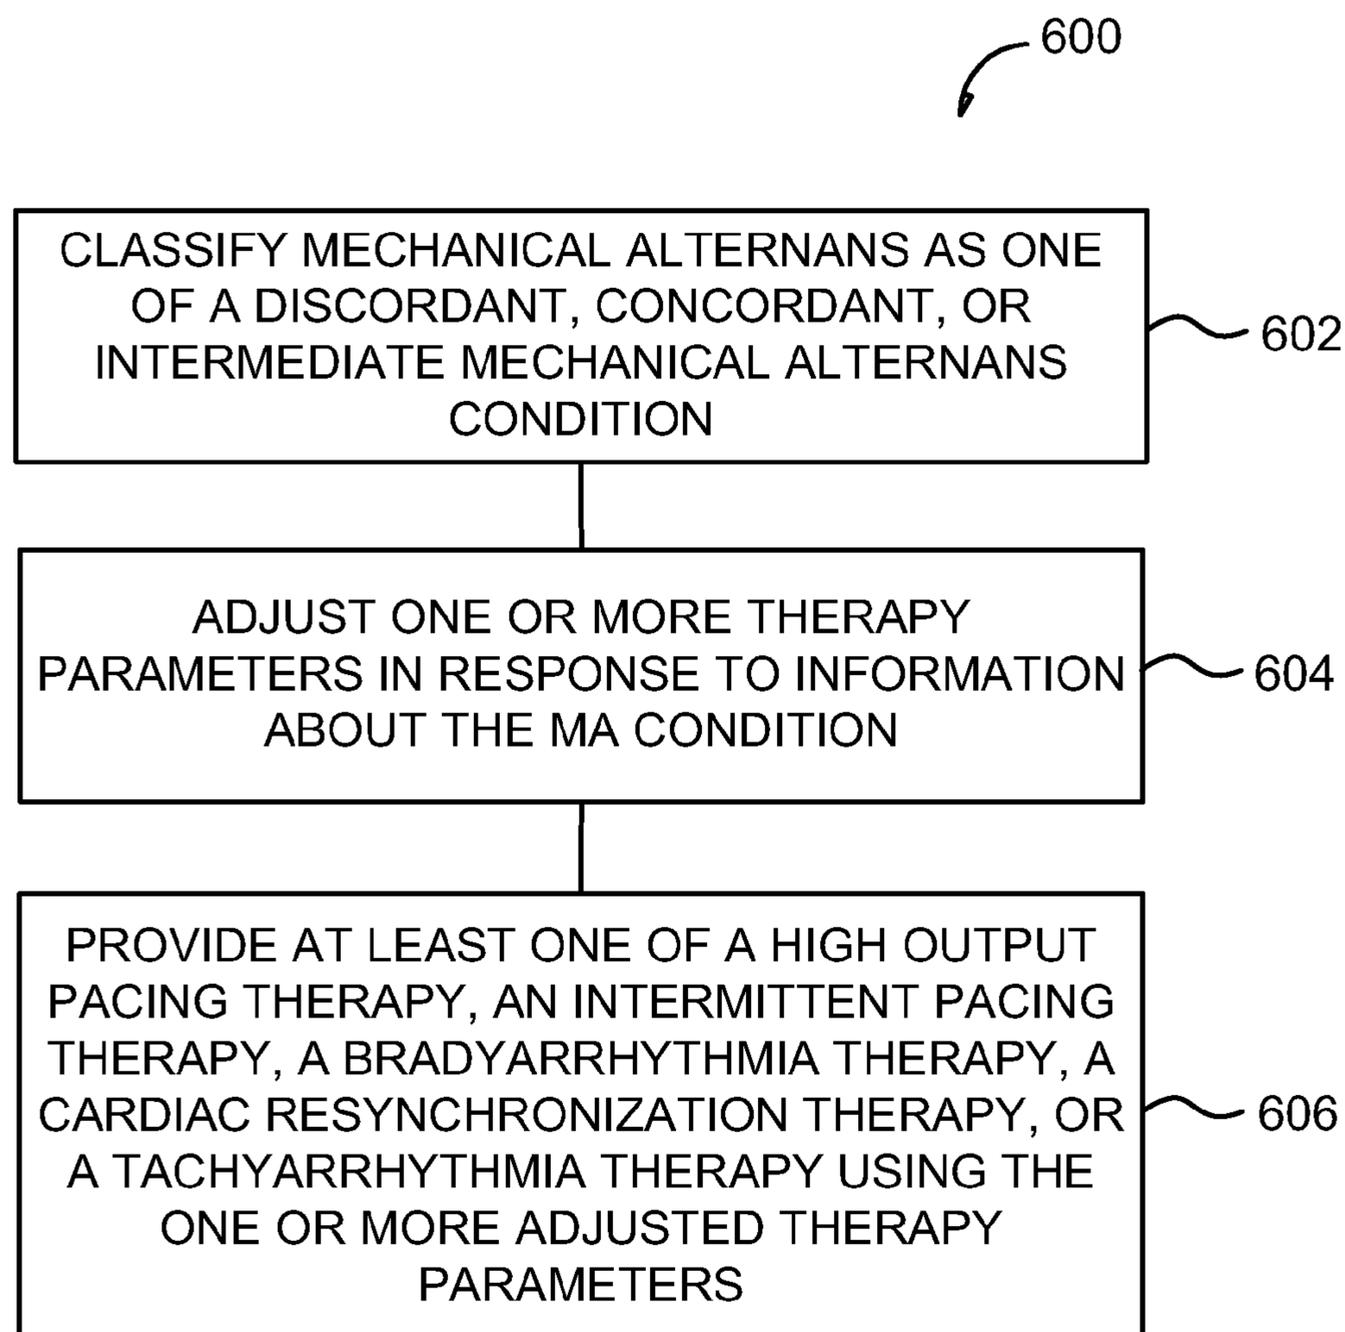 600
CLASSIFY MECHANICAL ALTERNANS AS ONE
OF A DISCORDANT, CONCORDANT, OR
INTERMEDIATE MECHANICAL ALTERNANS
CONDITION
602
ADJUST ONE OR MORE THERAPY
PARAMETERS IN RESPONSE TO INFORMATION
ABOUT THE MA CONDITION
604
PROVIDE AT LEAST ONE OF A HIGH OUTPUT
PACING THERAPY, AN INTERMITTENT PACING
THERAPY, A BRADYARRHYTHMIA THERAPY, A
CARDIAC RESYNCHRONIZATION THERAPY, OR
A TACHYARRHYTHMIA THERAPY USING THE
ONE OR MORE ADJUSTED THERAPY
PARAMETERS
606